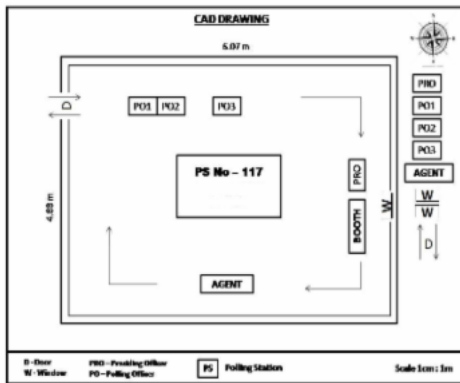 CAD DRAWING
6.07 m
D
PO1 PO2 PO3
PRO
PO1
PO2
PO3
AGENT
W
W
D
PS No – 117
4.88 m
PRO
W
BOOTH
AGENT
D - Door
W - Window
PRO – Presiding Officer
PO – Polling Officer
PS Polling Station
Scale 1cm : 1m